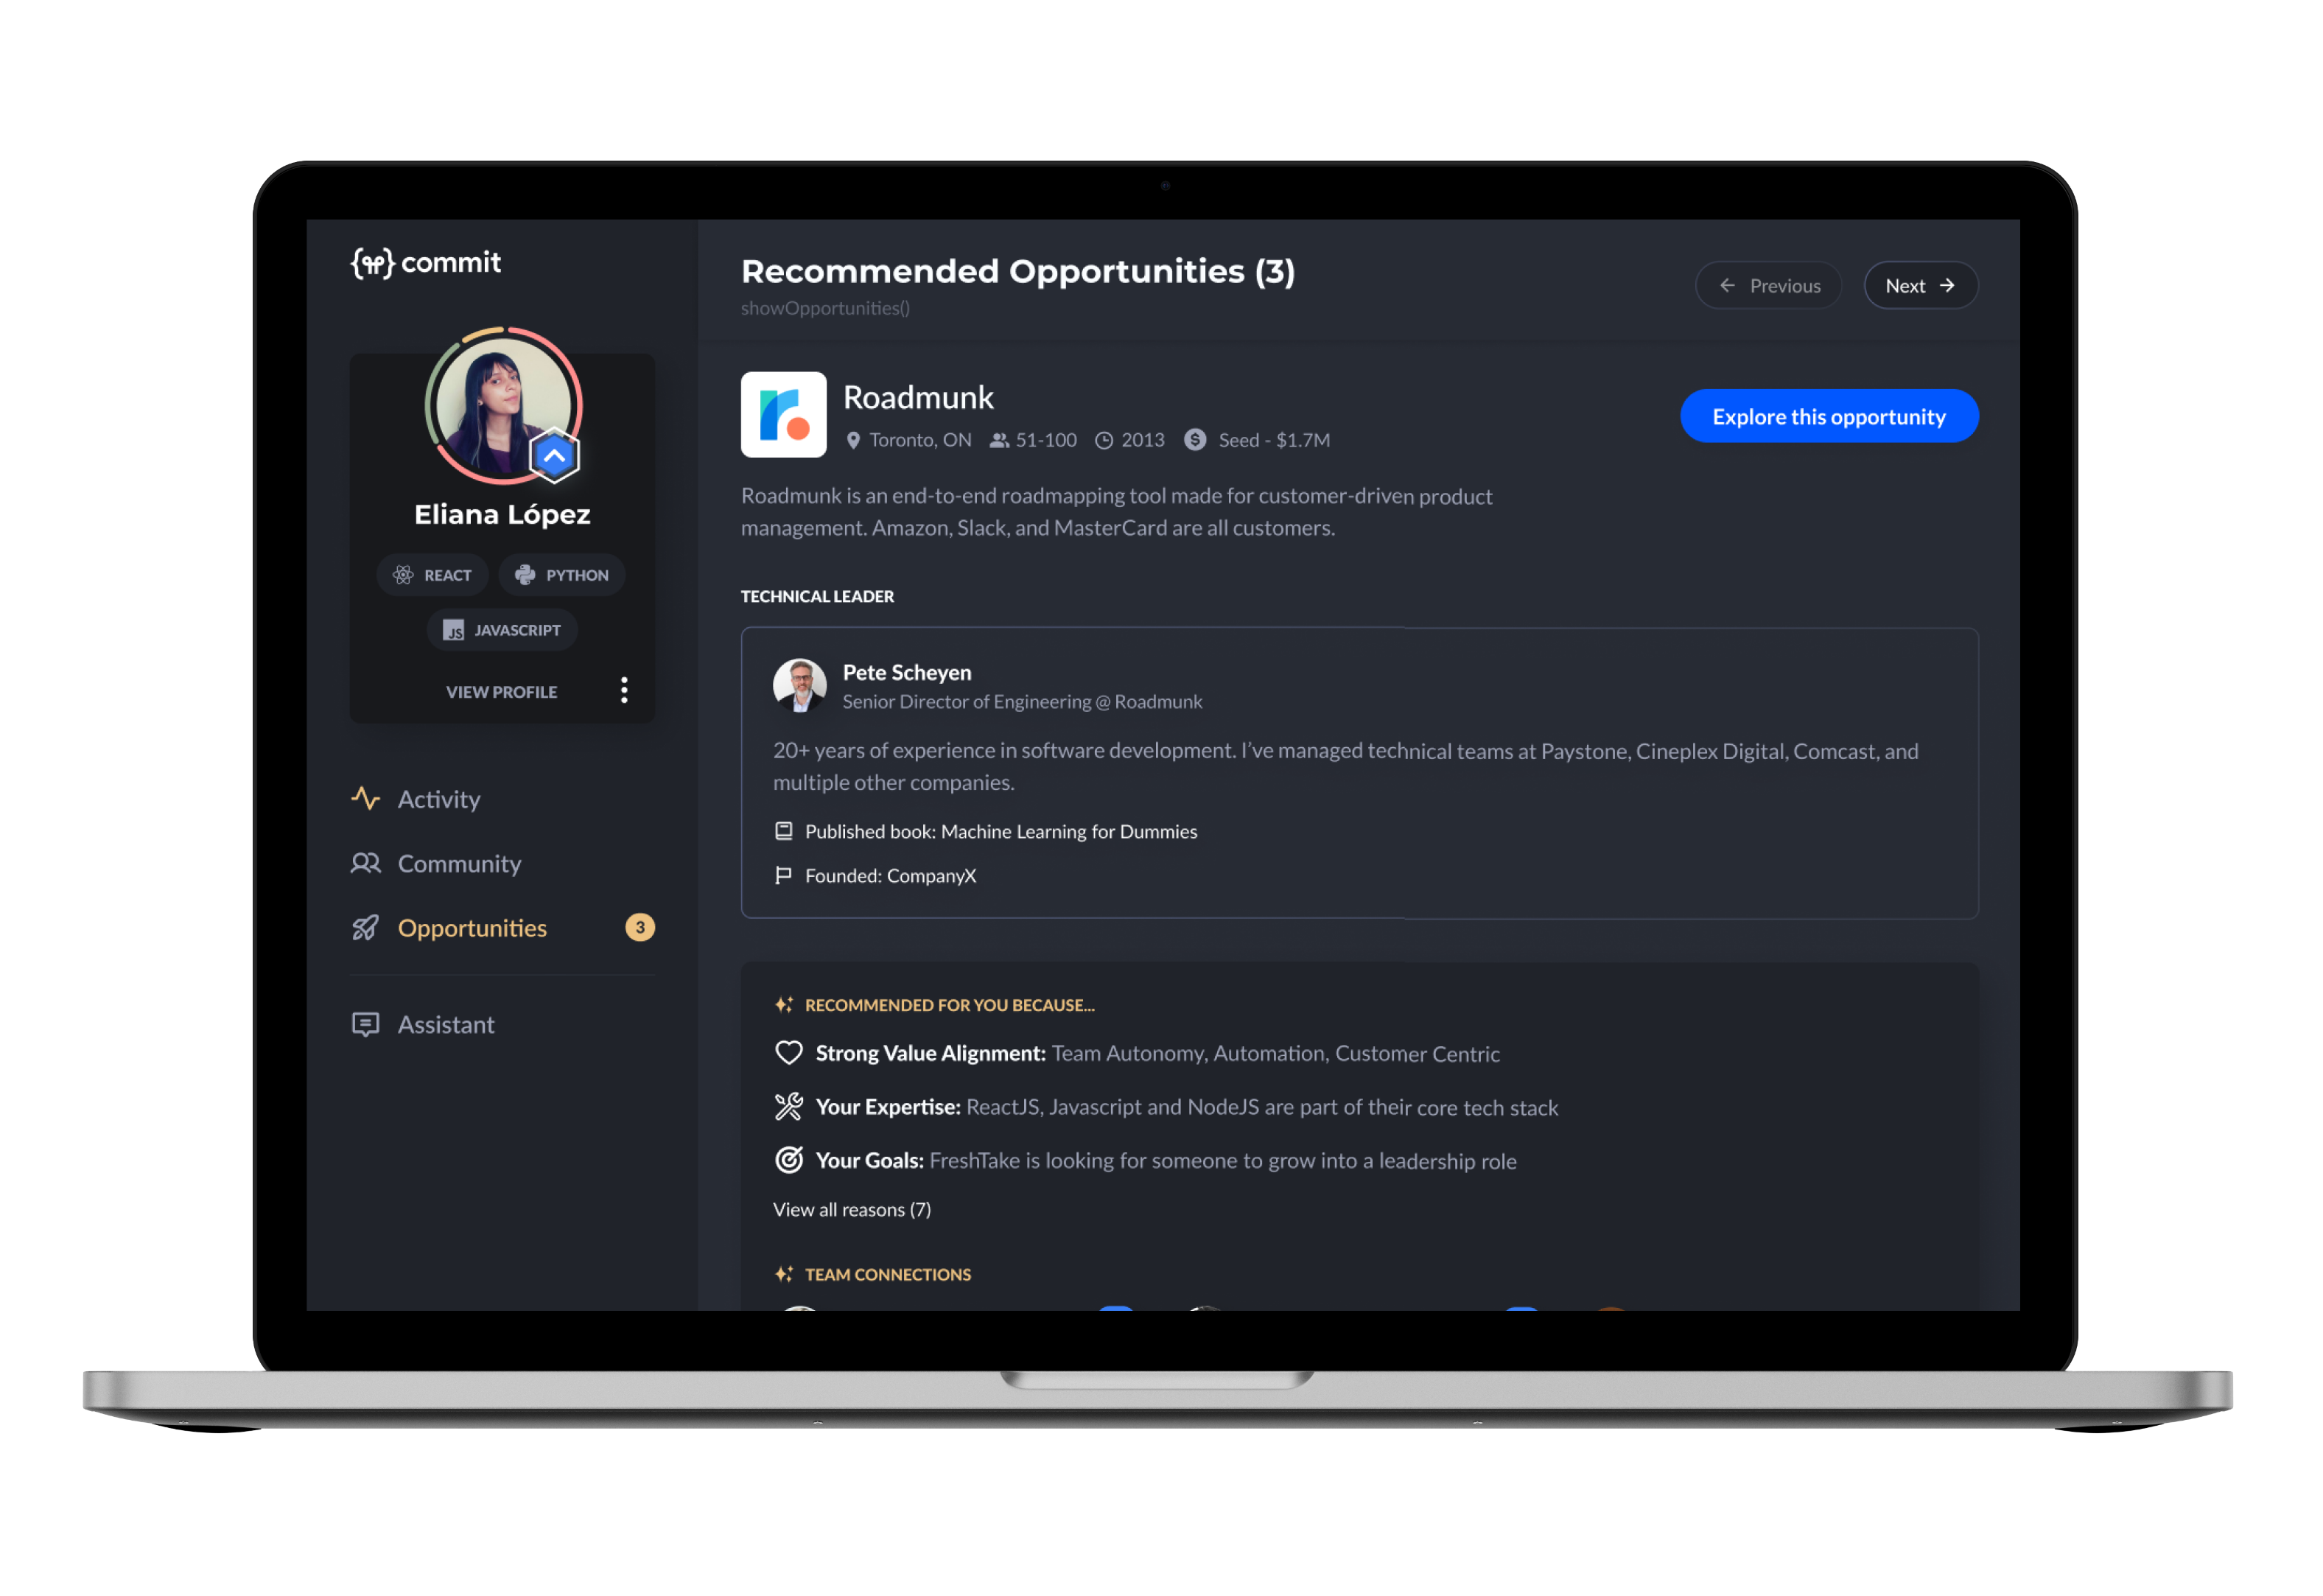 commit
Eliana López
REACT
PYTHON
JS JAVASCRIPT
VIEW PROFILE
Activity
Community
Opportunities 3
Assistant
Recommended Opportunities (3)
showOpportunities()
Previous
Next
Roadmunk
Toronto, ON 51-100 2013 $ Seed - $1.7M
Explore this opportunity
Roadmunk is an end-to-end roadmapping tool made for customer-driven product
management. Amazon, Slack, and MasterCard are all customers.
TECHNICAL LEADER
Pete Scheyen
Senior Director of Engineering @ Roadmunk
20+ years of experience in software development. I’ve managed technical teams at Paystone, Cineplex Digital, Comcast, and
multiple other companies.
Published book: Machine Learning for Dummies
Founded: CompanyX
RECOMMENDED FOR YOU BECAUSE...
Strong Value Alignment: Team Autonomy, Automation, Customer Centric
Your Expertise: ReactJS, Javascript and NodeJS are part of their core tech stack
Your Goals: FreshTake is looking for someone to grow into a leadership role
View all reasons (7)
TEAM CONNECTIONS